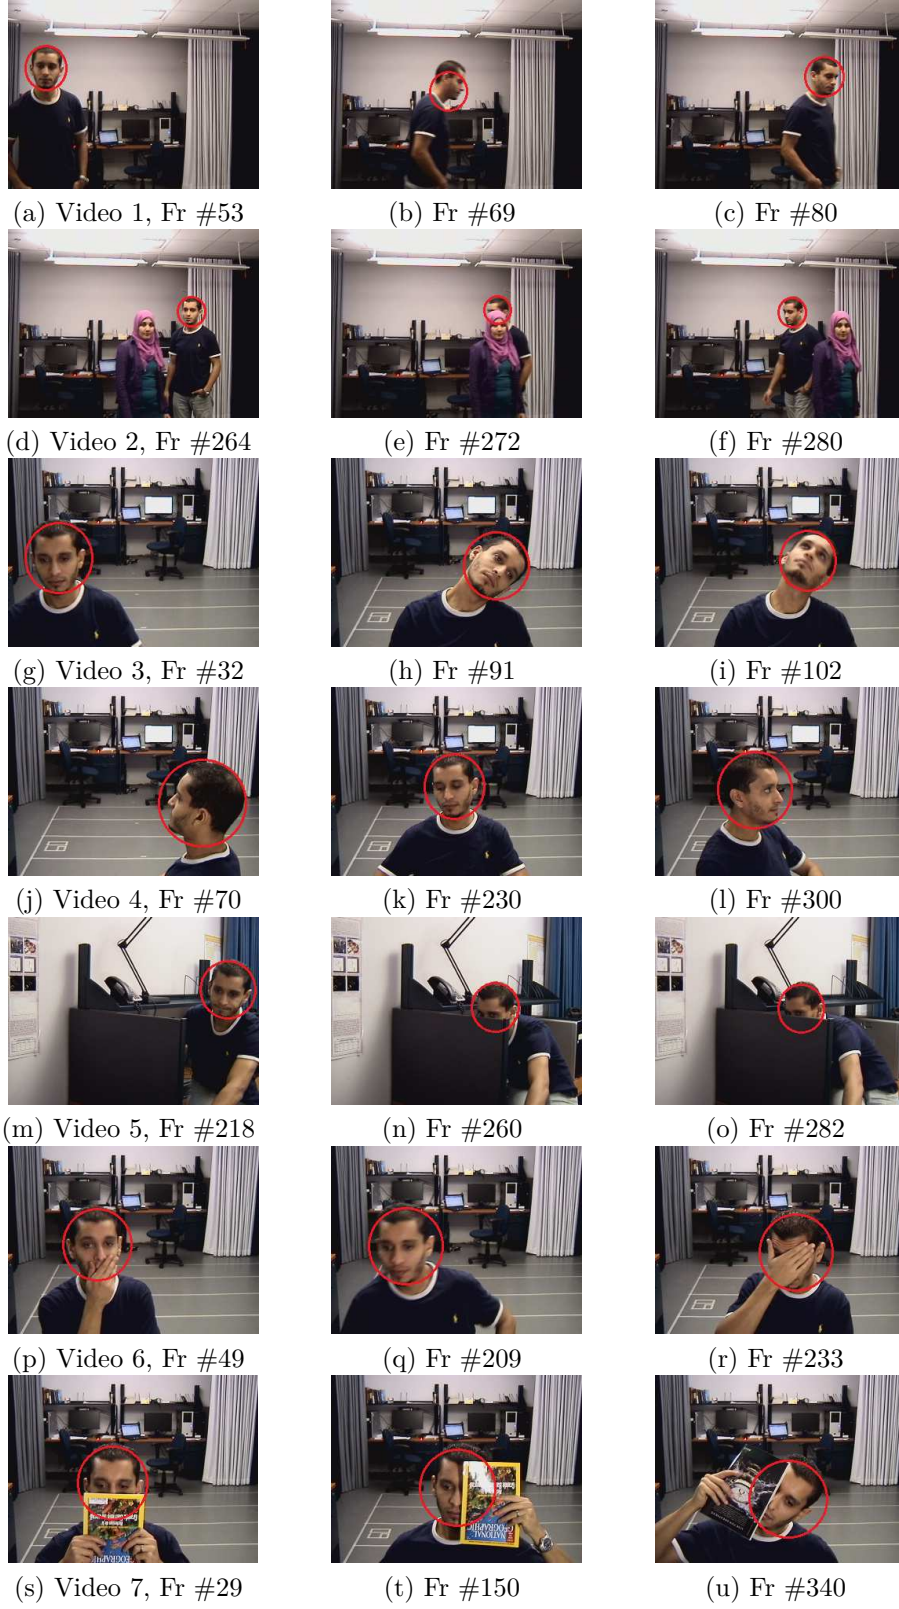 (a) Video 1, Fr #53
(b) Fr #69
(c) Fr #80
(d) Video 2, Fr #264
(e) Fr #272
(f) Fr #280
(g) Video 3, Fr #32
(h) Fr #91
(i) Fr #102
(j) Video 4, Fr #70
(k) Fr #230
(l) Fr #300
(m) Video 5, Fr #218
(n) Fr #260
(o) Fr #282
(p) Video 6, Fr #49
(q) Fr #209
(r) Fr #233
(s) Video 7, Fr #29
(t) Fr #150
(u) Fr #340
NATIONAL
GEOGRAPHIC